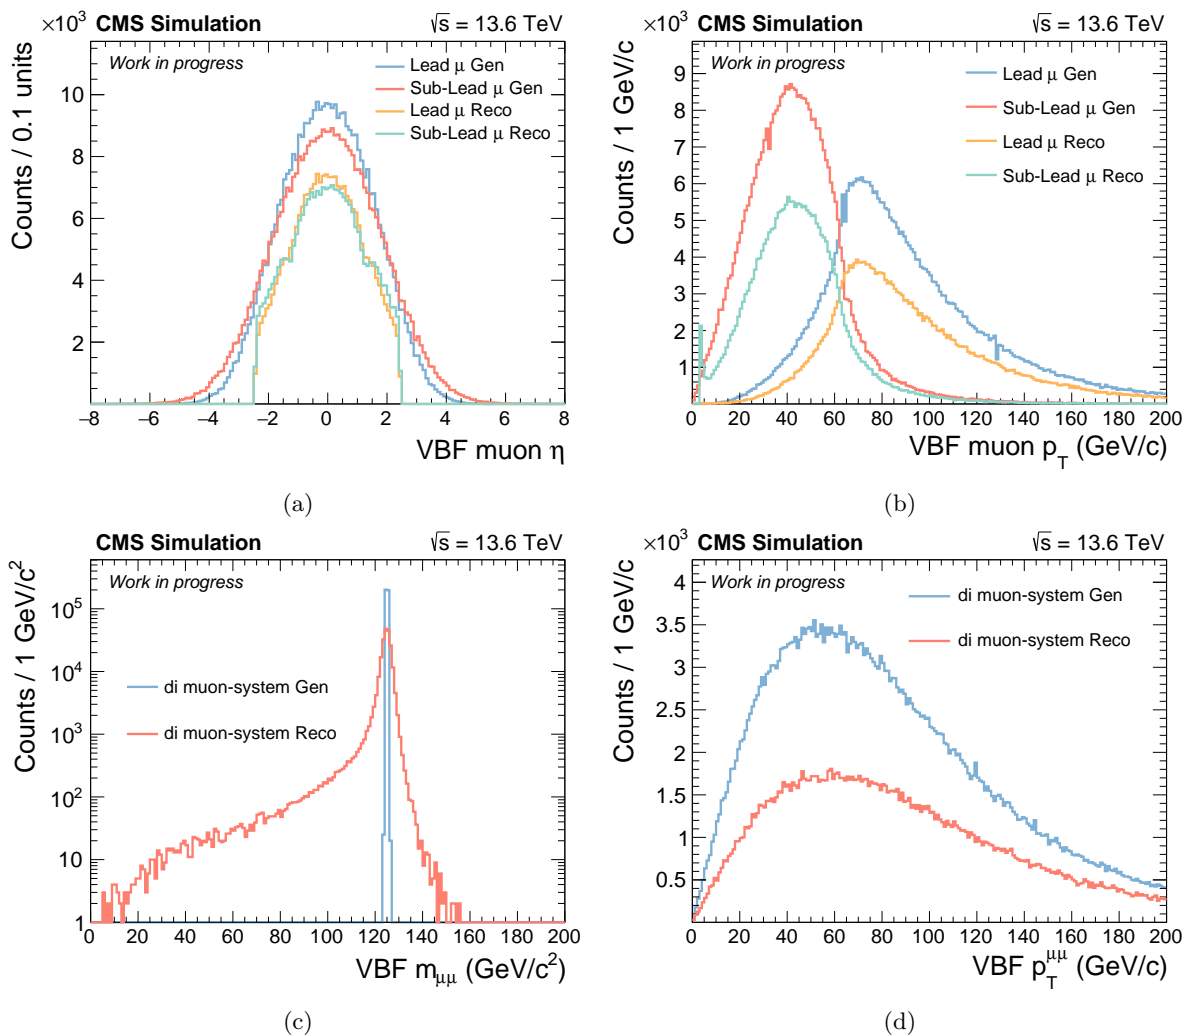 ×10³ CMS Simulation √s = 13.6 TeV
Work in progress
Lead μ Gen
Sub-Lead μ Gen
Lead μ Reco
Sub-Lead μ Reco
Counts / 0.1 units
10
8
6
4
2
−8 −6 −4 −2 0 2 4 6 8
VBF muon η
(a)
×10³ CMS Simulation √s = 13.6 TeV
Work in progress
Lead μ Gen
Sub-Lead μ Gen
Lead μ Reco
Sub-Lead μ Reco
Counts / 1 GeV/c
9
8
7
6
5
4
3
2
1
0 20 40 60 80 100 120 140 160 180 200
VBF muon p_T (GeV/c)
(b)
CMS Simulation √s = 13.6 TeV
Work in progress
di muon-system Gen
di muon-system Reco
Counts / 1 GeV/c²
10⁵
10⁴
10³
10²
10
1
0 20 40 60 80 100 120 140 160 180 200
VBF m_μμ (GeV/c²)
(c)
×10³ CMS Simulation √s = 13.6 TeV
Work in progress
di muon-system Gen
di muon-system Reco
Counts / 1 GeV/c
4
3.5
3
2.5
2
1.5
1
0.5
0 20 40 60 80 100 120 140 160 180 200
VBF p_T^μμ (GeV/c)
(d)